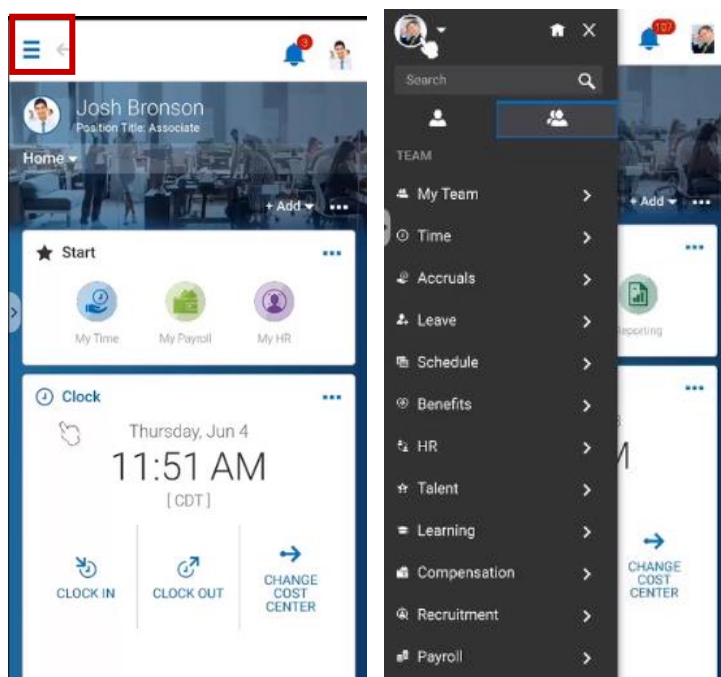 3
Josh Bronson
Position Title: Associate
Home
+ Add
Start
My Time
My Payroll
My HR
Clock
Thursday, Jun 4
11:51 AM
[ CDT ]
CLOCK IN
CLOCK OUT
CHANGE
COST
CENTER
107
Search
TEAM
My Team
Time
Accruals
Leave
Schedule
Benefits
HR
Talent
Learning
Compensation
Recruitment
Payroll
+ Add
Reporting
CHANGE
COST
CENTER